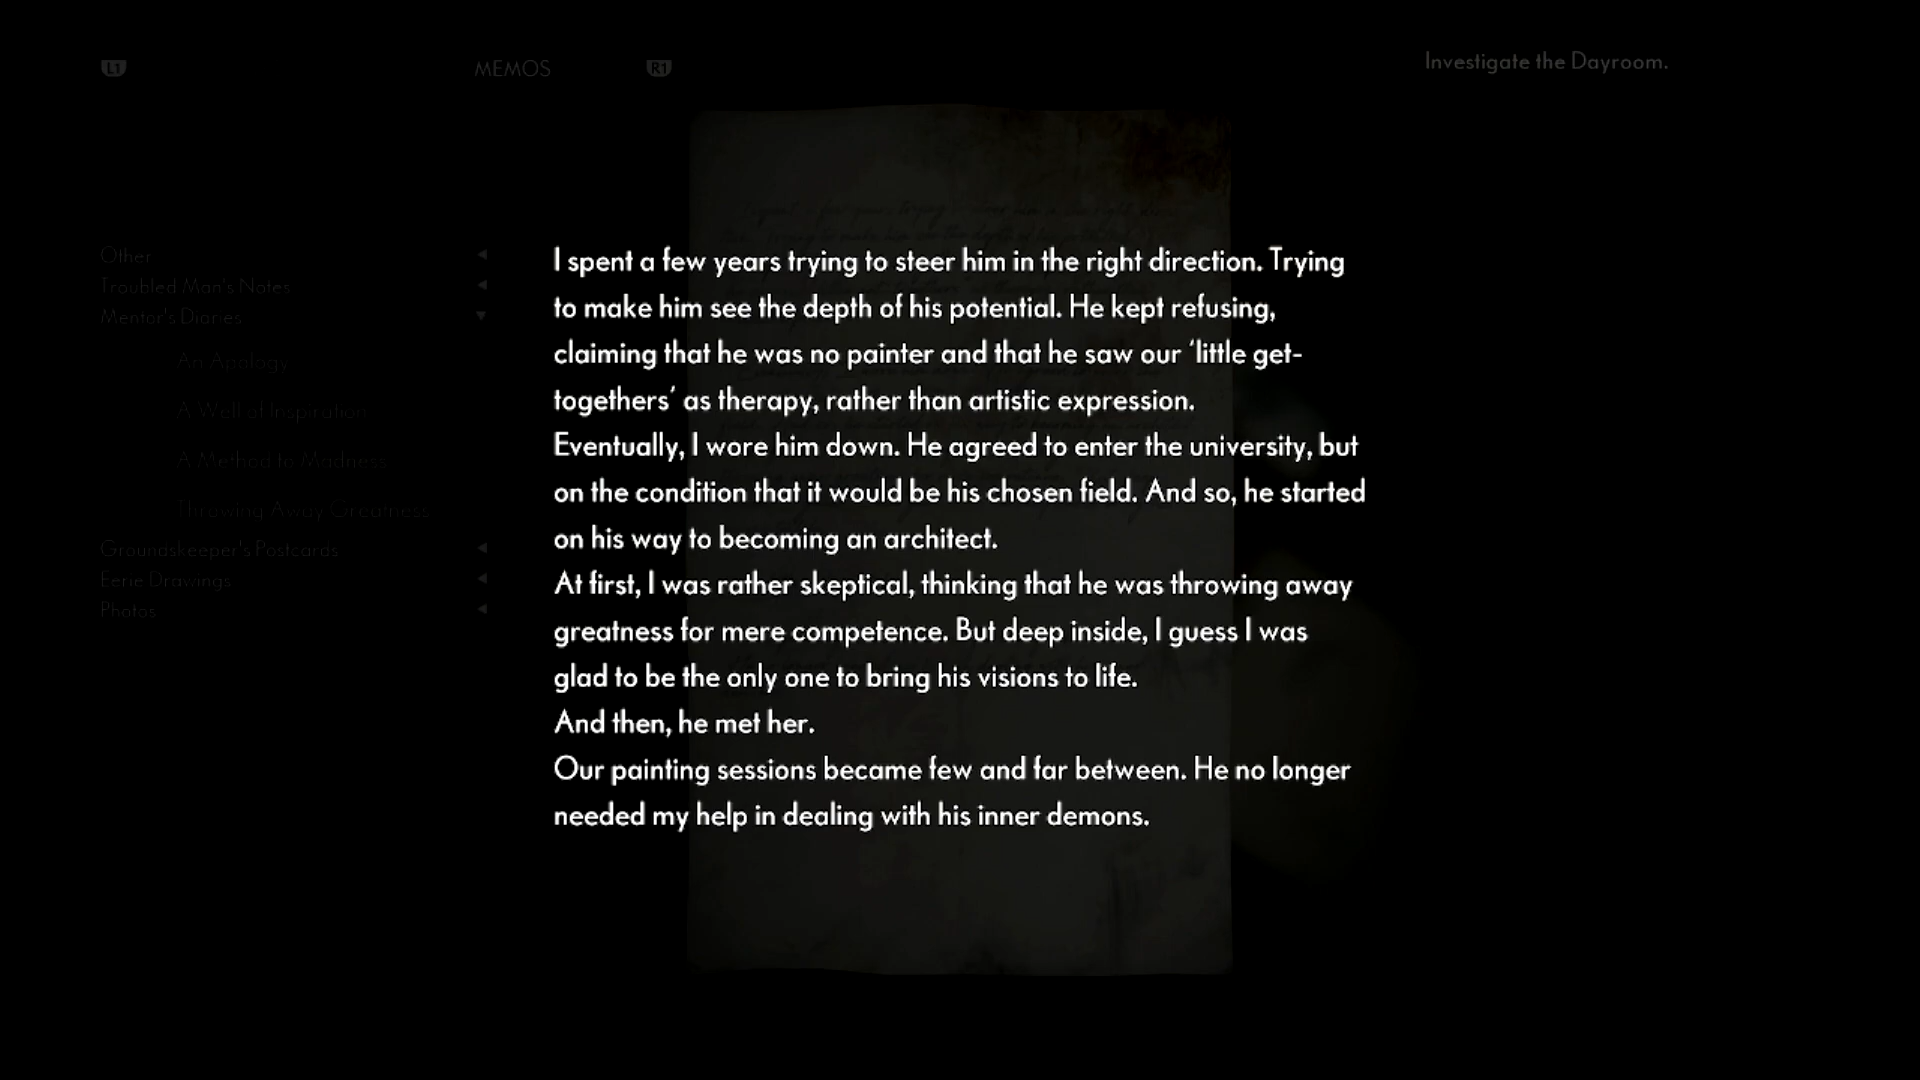 L1
MEMOS
R1
Investigate the Dayroom.
Other
Troubled Man's Notes
Mentor's Diaries
An Apology
A Well of Inspiration
A Method to Madness
Throwing Away Greatness
Groundskeeper's Postcards
Eerie Drawings
Photos
I spent a few years trying to steer him in the right direction. Trying
to make him see the depth of his potential. He kept refusing,
claiming that he was no painter and that he saw our ‘little get-
togethers’ as therapy, rather than artistic expression.
Eventually, I wore him down. He agreed to enter the university, but
on the condition that it would be his chosen field. And so, he started
on his way to becoming an architect.
At first, I was rather skeptical, thinking that he was throwing away
greatness for mere competence. But deep inside, I guess I was
glad to be the only one to bring his visions to life.
And then, he met her.
Our painting sessions became few and far between. He no longer
needed my help in dealing with his inner demons.